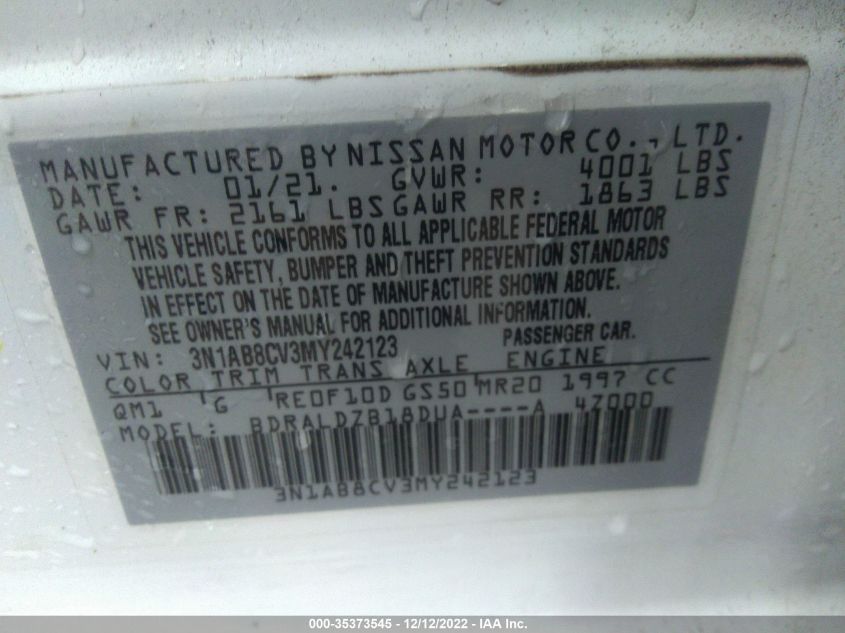 MANUFACTURED BY NISSAN MOTOR CO., LTD.
DATE: 01/21. GVWR: 4001 LBS
GAWR FR: 2161 LBS GAWR RR: 1863 LBS
THIS VEHICLE CONFORMS TO ALL APPLICABLE FEDERAL MOTOR
VEHICLE SAFETY, BUMPER AND THEFT PREVENTION STANDARDS
IN EFFECT ON THE DATE OF MANUFACTURE SHOWN ABOVE.
SEE OWNER'S MANUAL FOR ADDITIONAL INFORMATION.
VIN: 3N1AB8CV3MY242123 PASSENGER CAR.
COLOR TRIM TRANS AXLE ENGINE
QM1 G RE0F10D GS50 MR20 1997 CC
MODEL: BDRALDZB18DUA----A 4Z000
3N1AB8CV3MY242123
000-35373545 - 12/12/2022 - IAA Inc.